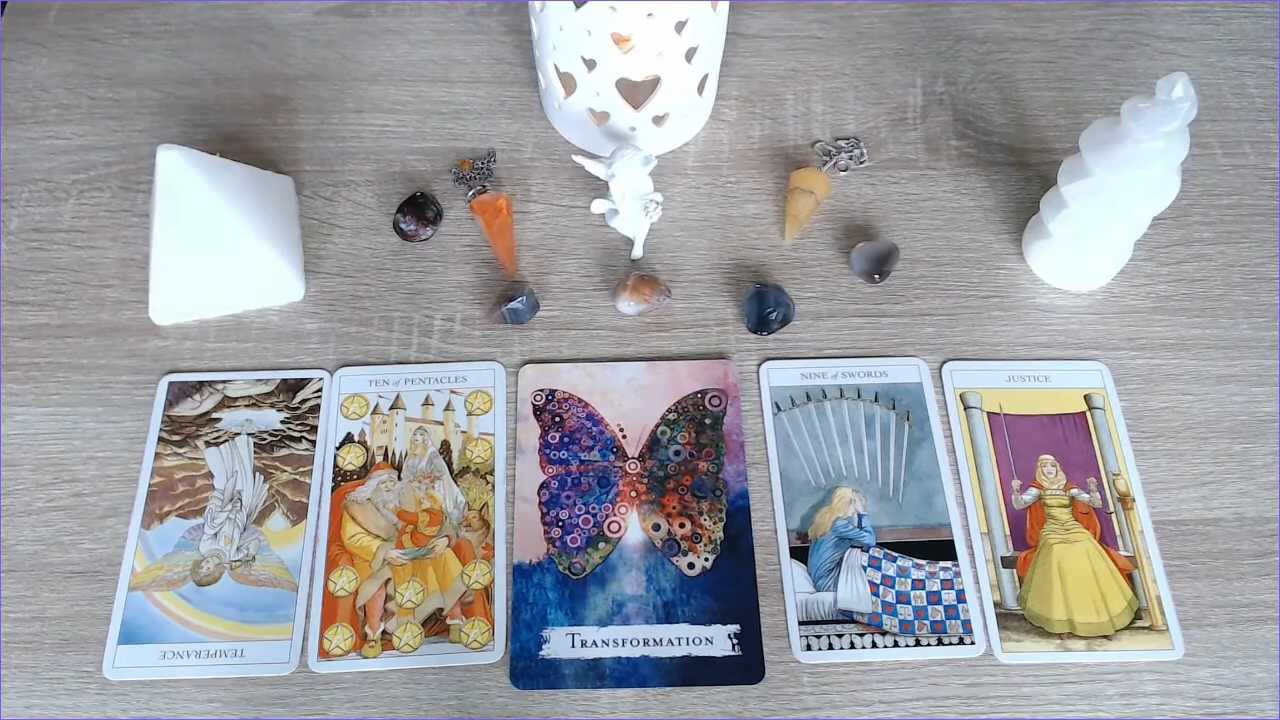 TEMPERANCE
TEN of PENTACLES
TRANSFORMATION
NINE of SWORDS
JUSTICE